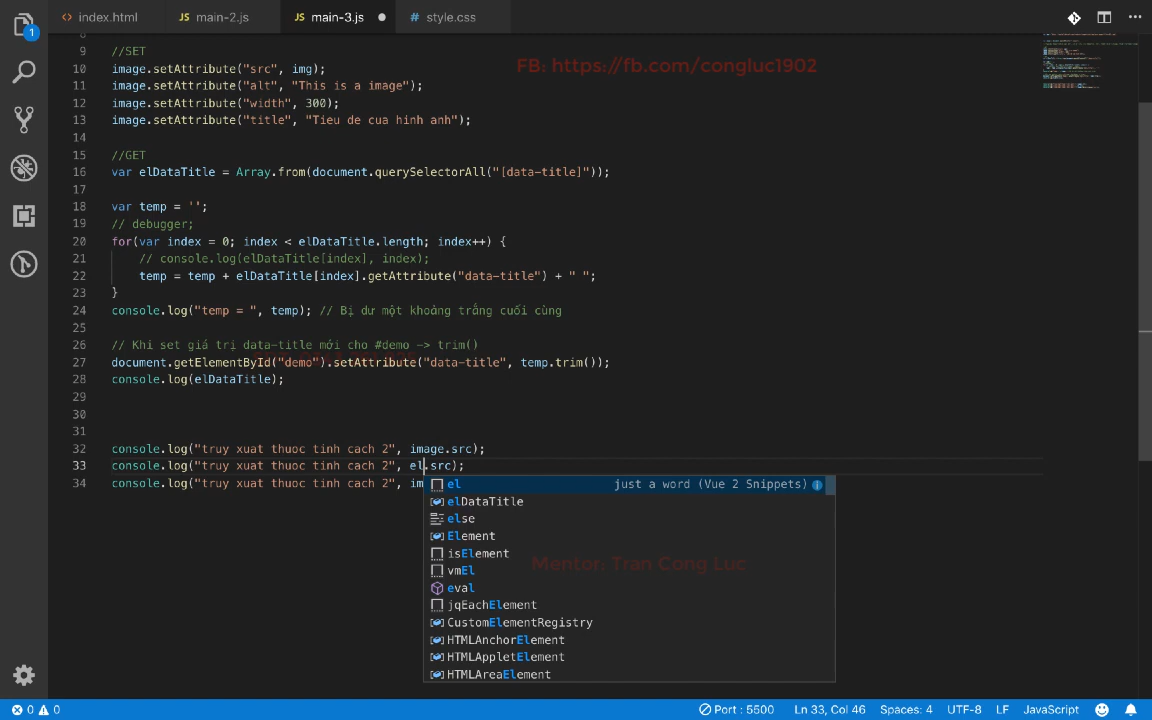 index.html
JS main-2.js
JS main-3.js
# style.css
1
FB: https://fb.com/congluc1902
8
9 //SET
10 image.setAttribute("src", img);
11 image.setAttribute("alt", "This is a image");
12 image.setAttribute("width", 300);
13 image.setAttribute("title", "Tieu de cua hinh anh");
14
15 //GET
16 var elDataTitle = Array.from(document.querySelectorAll("[data-title]"));
17
18 var temp = '';
19 // debugger;
20 for(var index = 0; index < elDataTitle.length; index++) {
21 // console.log(elDataTitle[index], index);
22 temp = temp + elDataTitle[index].getAttribute("data-title") + " ";
23 }
24 console.log("temp = ", temp); // Bị dư một khoảng trắng cuối cùng
25
26 // Khi set giá trị data-title mới cho #demo -> trim()
27 document.getElementById("demo").setAttribute("data-title", temp.trim());
28 console.log(elDataTitle);
29
30
31
32 console.log("truy xuat thuoc tinh cach 2", image.src);
33 console.log("truy xuat thuoc tinh cach 2", el.src);
34 console.log("truy xuat thuoc tinh cach 2", im
el just a word (Vue 2 Snippets)
elDataTitle
else
Element
isElement
vmEl
eval
jqEachElement
CustomElementRegistry
HTMLAnchorElement
HTMLAppletElement
HTMLAreaElement
Mentor: Tran Cong Luc
0 0
Port : 5500
Ln 33, Col 46
Spaces: 4
UTF-8
LF
JavaScript